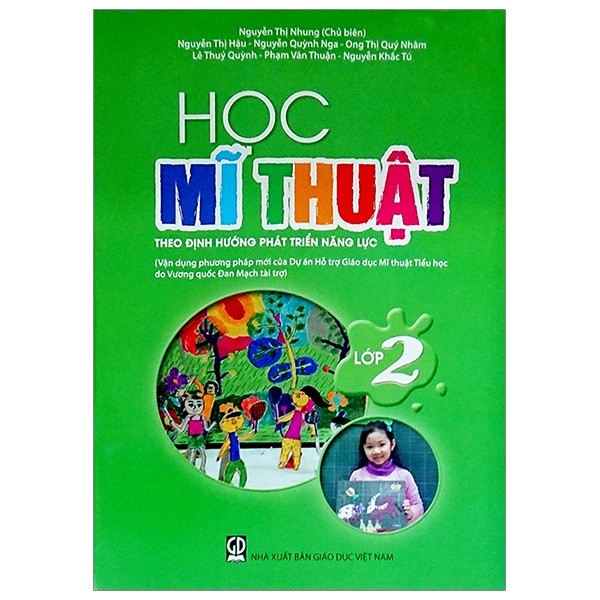 Nguyễn Thị Nhung (Chủ biên)
Nguyễn Thị Hậu - Nguyễn Quỳnh Nga - Ong Thị Quý Nhâm
Lê Thuý Quỳnh - Phạm Văn Thuận - Nguyễn Khắc Tú
HỌC
MĨ THUẬT
THEO ĐỊNH HƯỚNG PHÁT TRIỂN NĂNG LỰC
(Vận dụng phương pháp mới của Dự án Hỗ trợ Giáo dục Mĩ thuật Tiểu học
do Vương quốc Đan Mạch tài trợ)
LỚP 2
GD
NHÀ XUẤT BẢN GIÁO DỤC VIỆT NAM